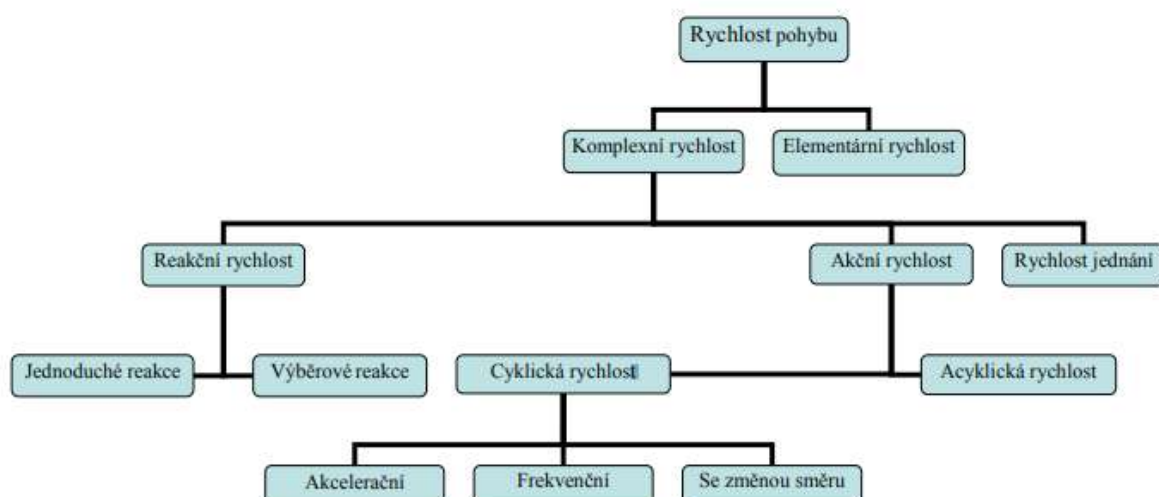 Rychlost pohybu
Komplexní rychlost
Elementární rychlost
Reakční rychlost
Akční rychlost
Rychlost jednání
Jednoduché reakce
Výběrové reakce
Cyklická rychlost
Acyklická rychlost
Akcelerační
Frekvenční
Se změnou směru